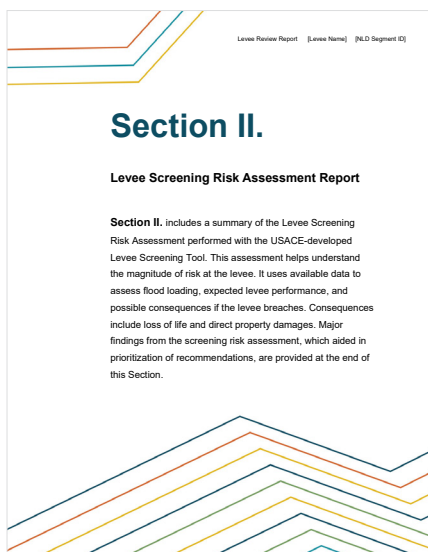 Levee Review Report [Levee Name] [NLD Segment ID]
Section II.
Levee Screening Risk Assessment Report
Section II. includes a summary of the Levee Screening
Risk Assessment performed with the USACE-developed
Levee Screening Tool. This assessment helps understand
the magnitude of risk at the levee. It uses available data to
assess flood loading, expected levee performance, and
possible consequences if the levee breaches. Consequences
include loss of life and direct property damages. Major
findings from the screening risk assessment, which aided in
prioritization of recommendations, are provided at the end of
this Section.